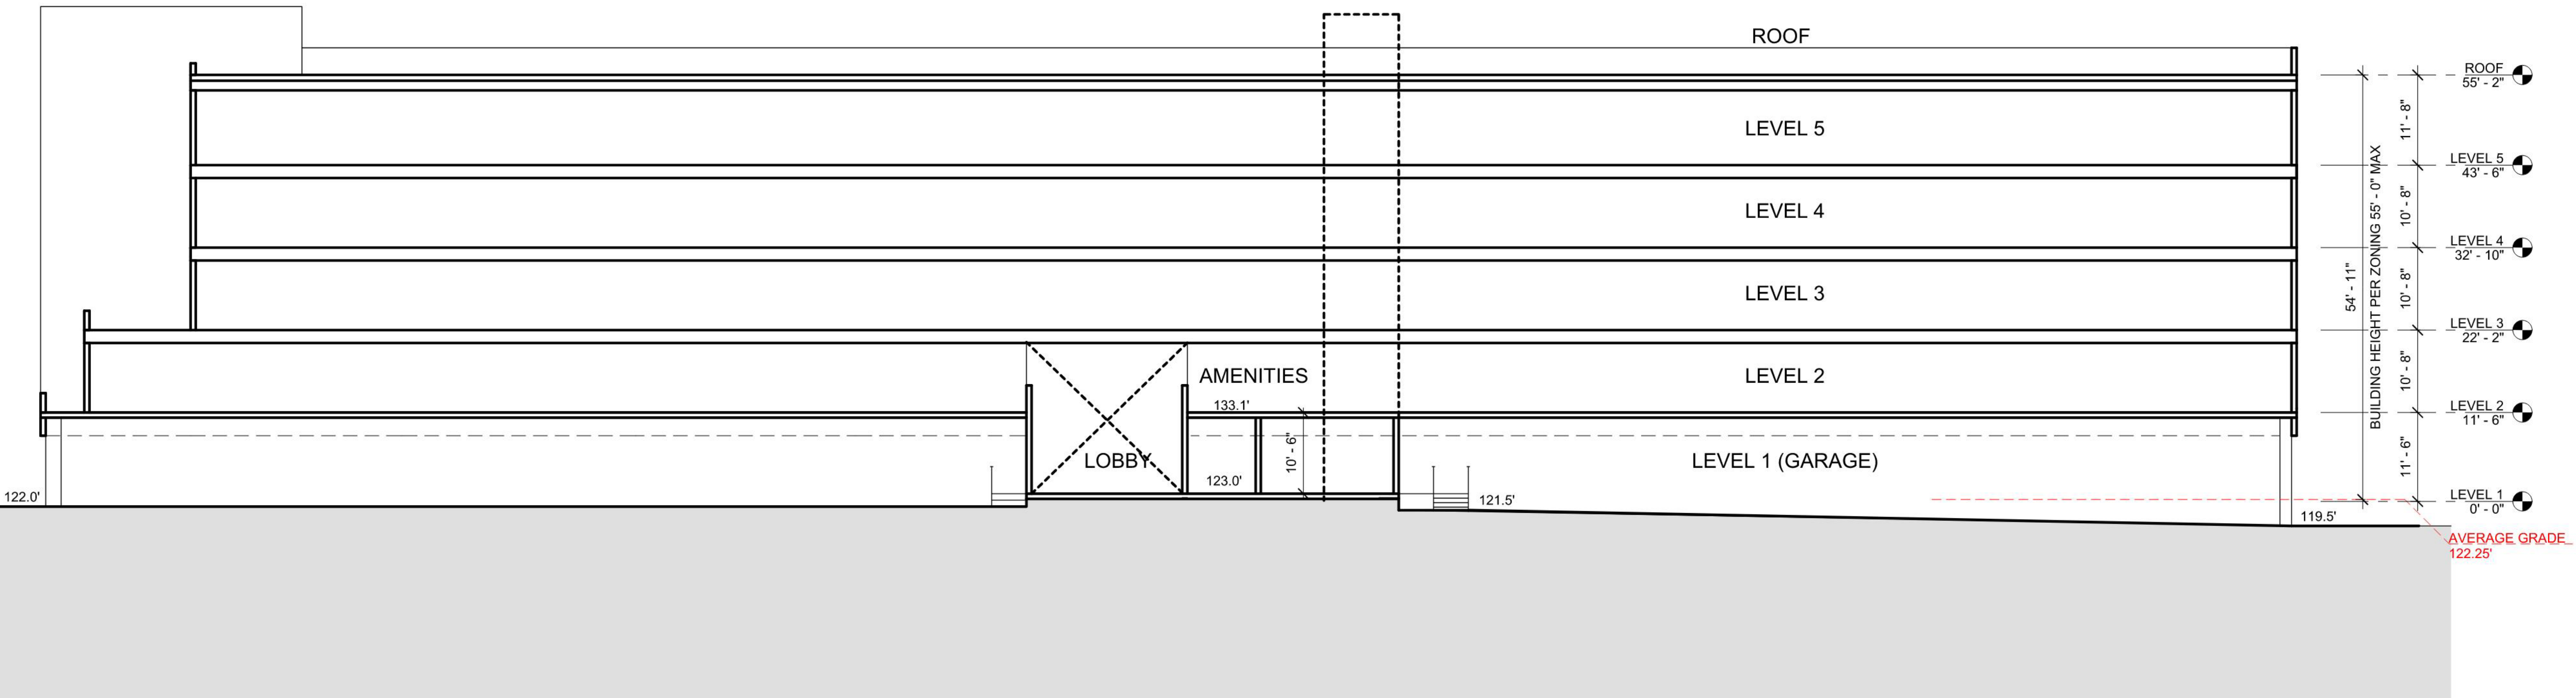 ROOF
ROOF
55' - 2"
11' - 8"
LEVEL 5
LEVEL 5
43' - 6"
BUILDING HEIGHT PER ZONING 55' - 0" MAX
10' - 8"
LEVEL 4
LEVEL 4
32' - 10"
54' - 11"
10' - 8"
LEVEL 3
LEVEL 3
22' - 2"
10' - 8"
AMENITIES
LEVEL 2
133.1'
LEVEL 2
11' - 6"
10' - 6"
LOBBY
LEVEL 1 (GARAGE)
11' - 6"
123.0'
122.0'
121.5'
LEVEL 1
0' - 0"
119.5'
AVERAGE GRADE
122.25'